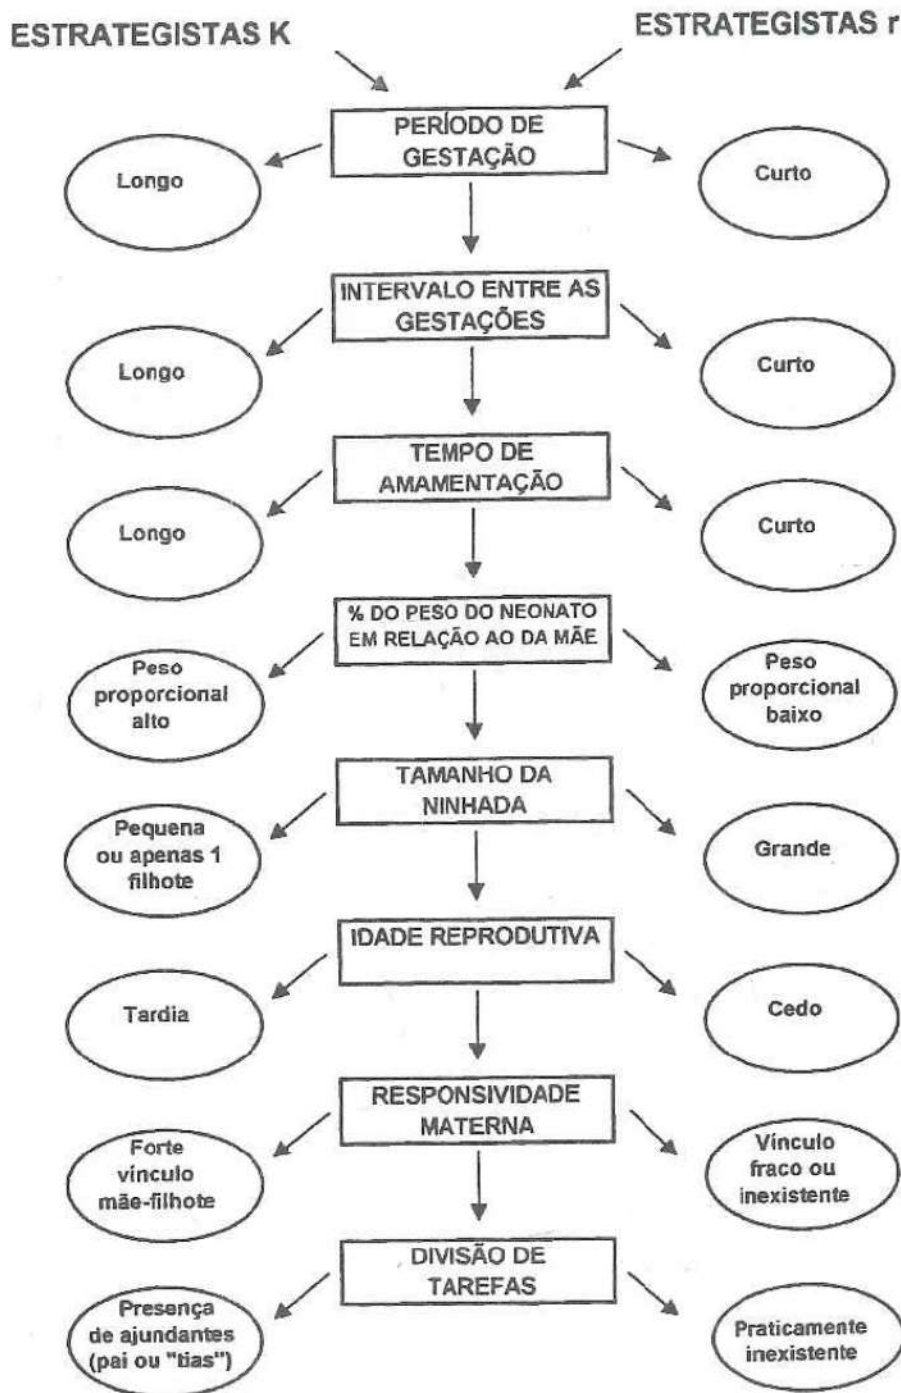 ESTRATEGISTAS K
ESTRATEGISTAS r
PERÍODO DE
GESTAÇÃO
Longo
Curto
INTERVALO ENTRE AS
GESTAÇÕES
Longo
Curto
TEMPO DE
AMAMENTAÇÃO
Longo
Curto
% DO PESO DO NEONATO
EM RELAÇÃO AO DA MÃE
Peso
proporcional
alto
Peso
proporcional
baixo
TAMANHO DA
NINHADA
Pequena
ou apenas 1
filhote
Grande
IDADE REPRODUTIVA
Tardia
Cedo
RESPONSIVIDADE
MATERNA
Forte
vínculo
mãe-filhote
Vínculo
fraco ou
inexistente
DIVISÃO DE
TAREFAS
Presença
de ajundantes
(pai ou "tias")
Praticamente
inexistente